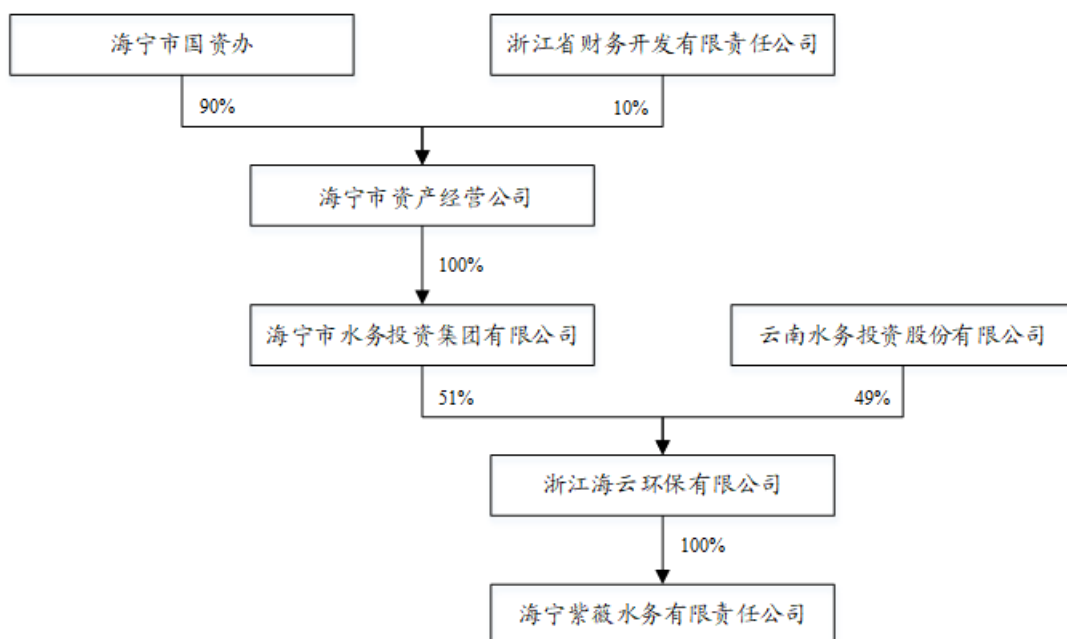 海宁市国资办
浙江省财务开发有限责任公司
90%
10%
海宁市资产经营公司
100%
海宁市水务投资集团有限公司
云南水务投资股份有限公司
51%
49%
浙江海云环保有限公司
100%
海宁紫薇水务有限责任公司